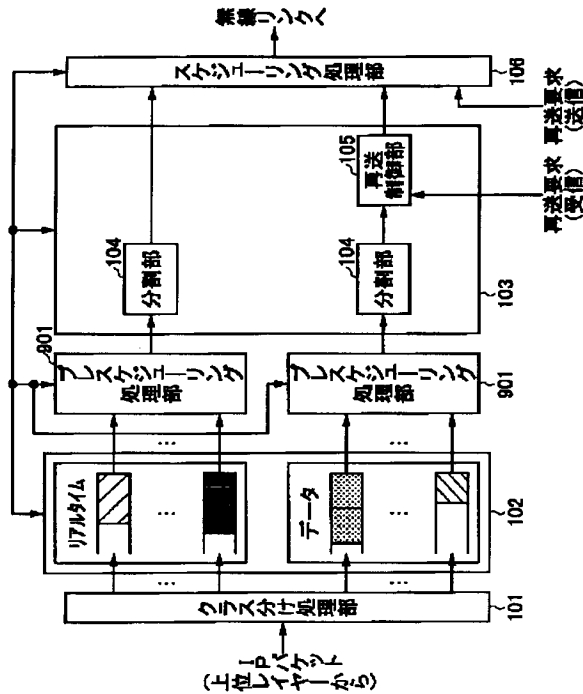 IPパケット
(上位レイヤーから)
クラス分け処理部
101
リアルタイム
データ
102
プレスケジューリング
処理部
901
プレスケジューリング
処理部
901
分割部
104
分割部
104
再送
制御部
105
103
再送要求
(受信)
再送要求
(送信)
スケジューリング処理部
106
無線リンクへ